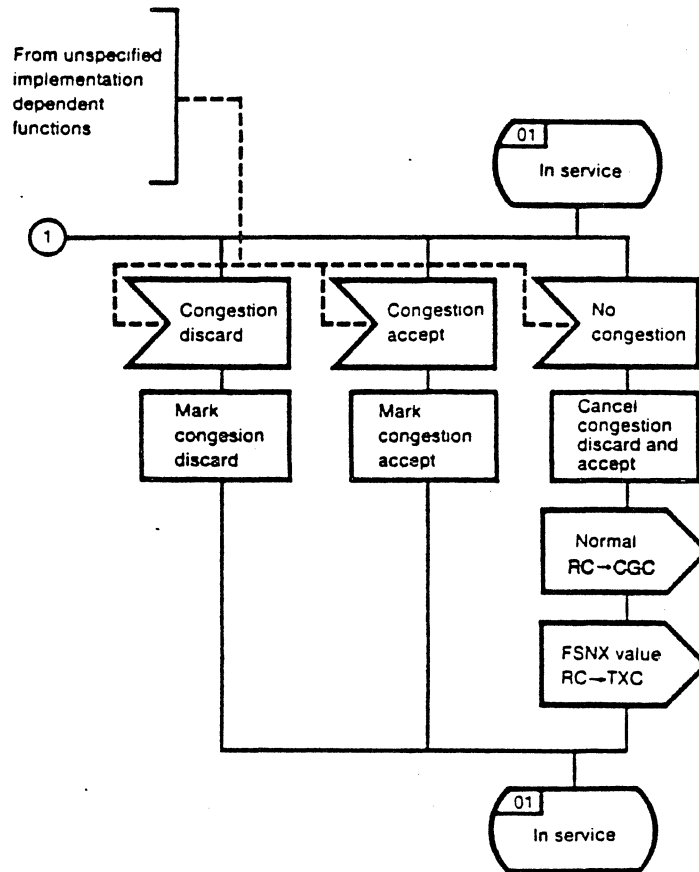 From unspecified
implementation
dependent
functions
01
In service
1
Congestion
discard
Congestion
accept
No
congestion
Mark
congesion
discard
Mark
congestion
accept
Cancel
congestion
discard and
accept
Normal
RC→CGC
FSNX value
RC→TXC
01
In service